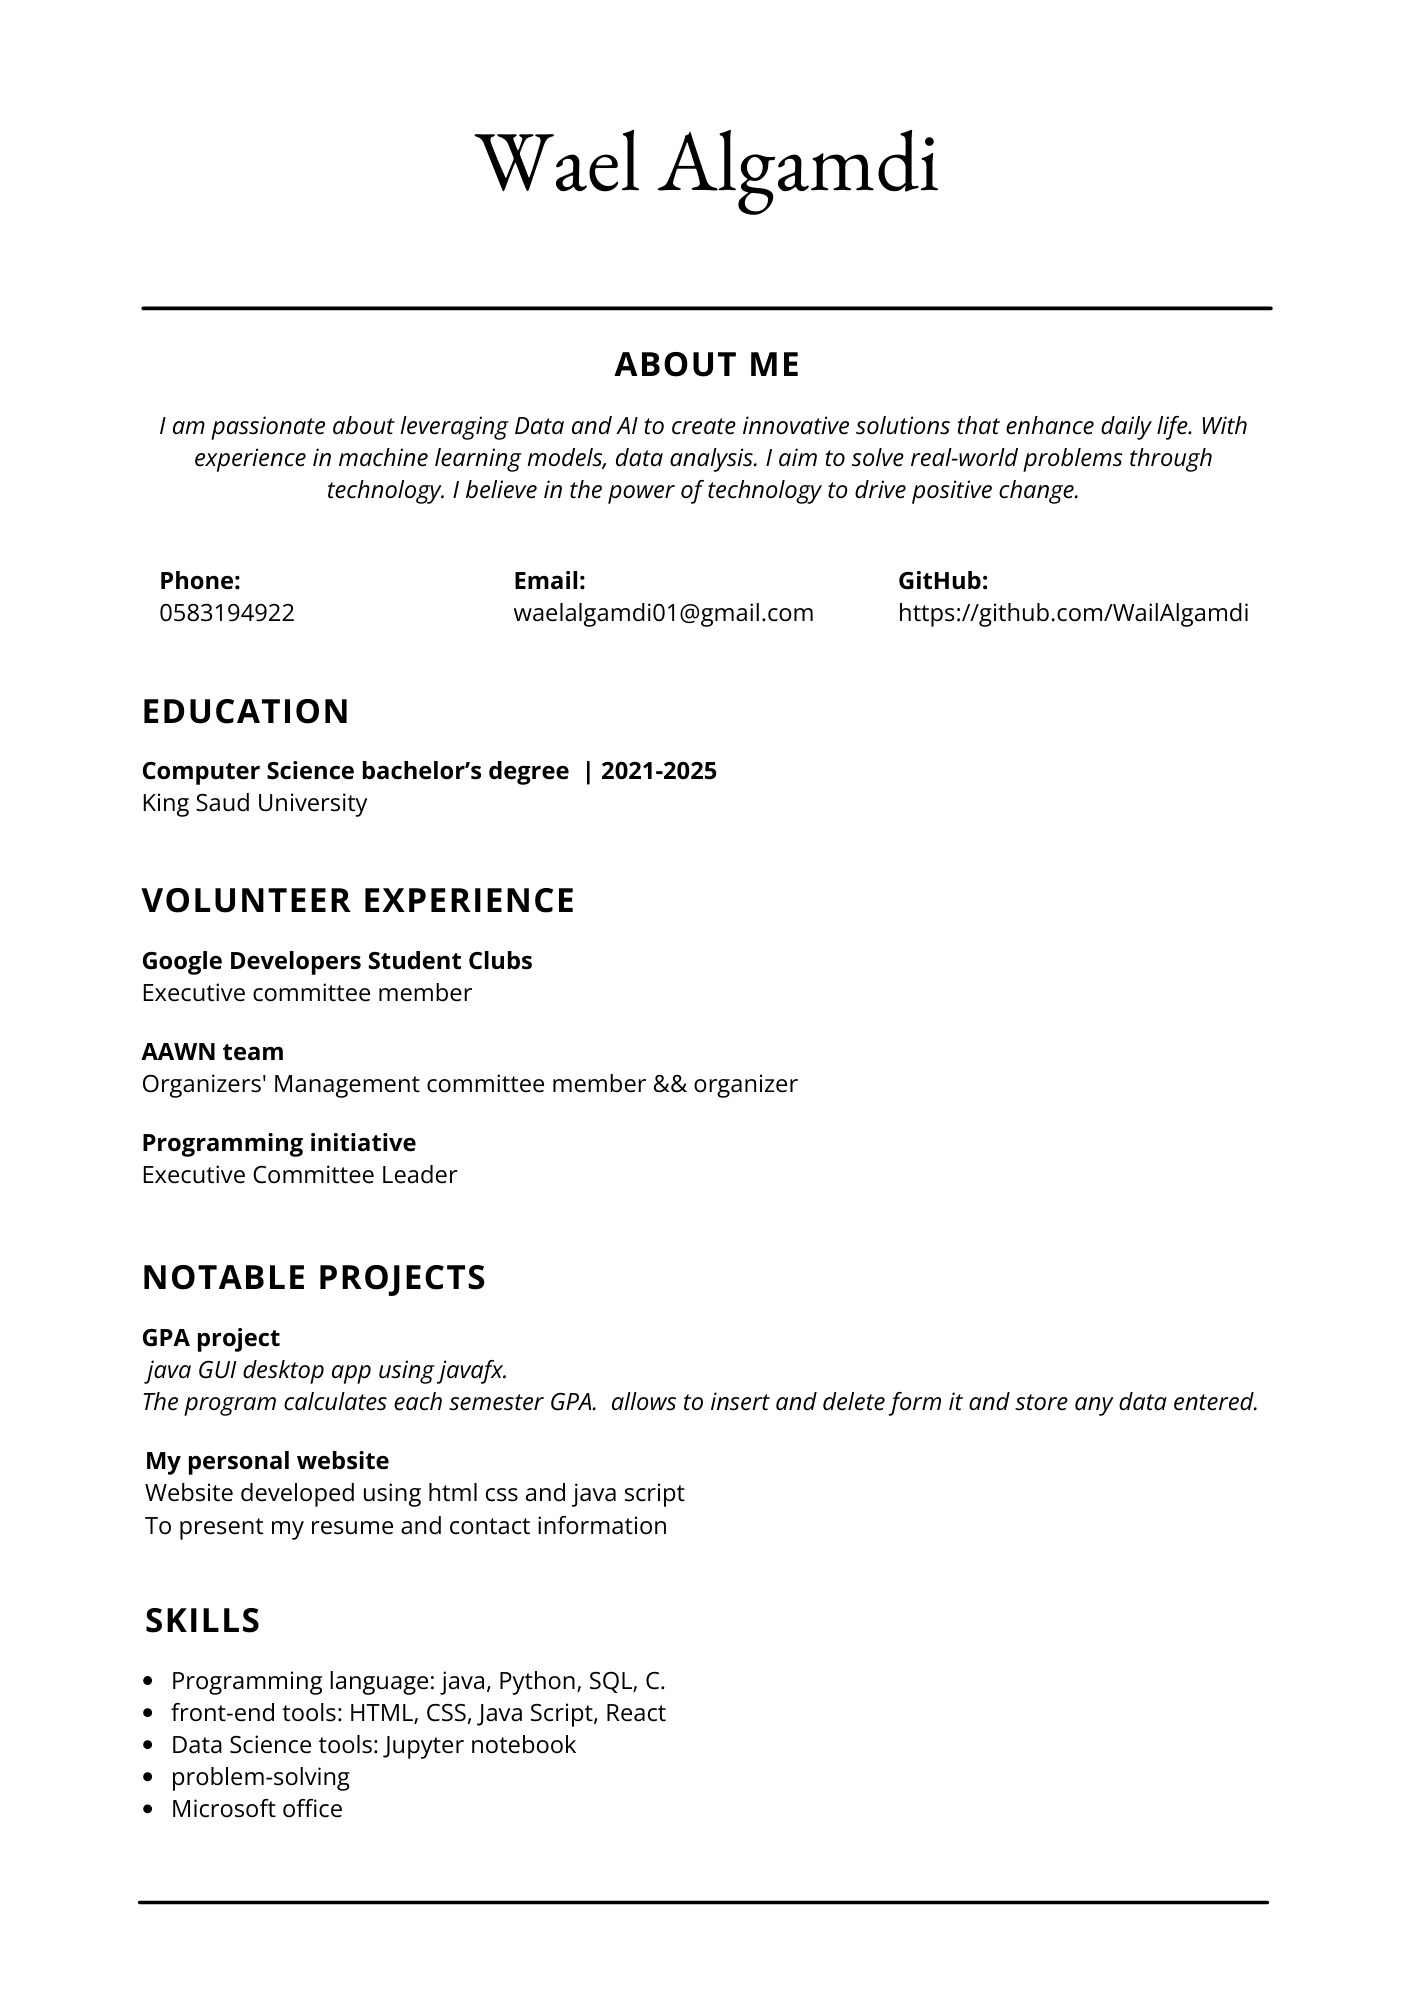 Wael Algamdi
ABOUT ME
I am passionate about leveraging Data and AI to create innovative solutions that enhance daily life. With
experience in machine learning models, data analysis. I aim to solve real-world problems through
technology. I believe in the power of technology to drive positive change.
Phone:
0583194922
Email:
waelalgamdi01@gmail.com
GitHub:
https://github.com/WailAlgamdi
EDUCATION
Computer Science bachelor’s degree  | 2021-2025
King Saud University
VOLUNTEER EXPERIENCE
Google Developers Student Clubs
Executive committee member
AAWN team
Organizers' Management committee member && organizer
Programming initiative
Executive Committee Leader
NOTABLE PROJECTS
GPA project
java GUI desktop app using javafx.
The program calculates each semester GPA.  allows to insert and delete form it and store any data entered.
My personal website
Website developed using html css and java script
To present my resume and contact information
SKILLS
• Programming language: java, Python, SQL, C.
• front-end tools: HTML, CSS, Java Script, React
• Data Science tools: Jupyter notebook
• problem-solving
• Microsoft office